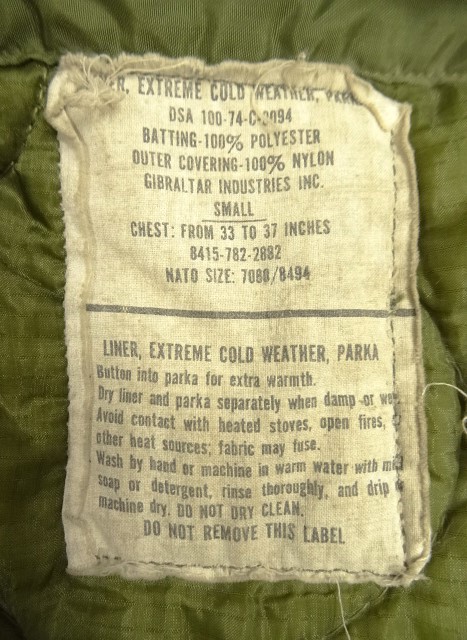 LINER, EXTREME COLD WEATHER, PARKA
DSA 100-74-C-0094
BATTING-100% POLYESTER
OUTER COVERING-100% NYLON
GIBRALTAR INDUSTRIES INC.
SMALL
CHEST: FROM 33 TO 37 INCHES
8415-782-2882
NATO SIZE: 7080/8494
LINER, EXTREME COLD WEATHER, PARKA
Button into parka for extra warmth.
Dry liner and parka separately when damp or wet.
Avoid contact with heated stoves, open fires,
other heat sources; fabric may fuse.
Wash by hand or machine in warm water with mild
soap or detergent, rinse thoroughly, and drip
machine dry. DO NOT DRY CLEAN.
DO NOT REMOVE THIS LABEL